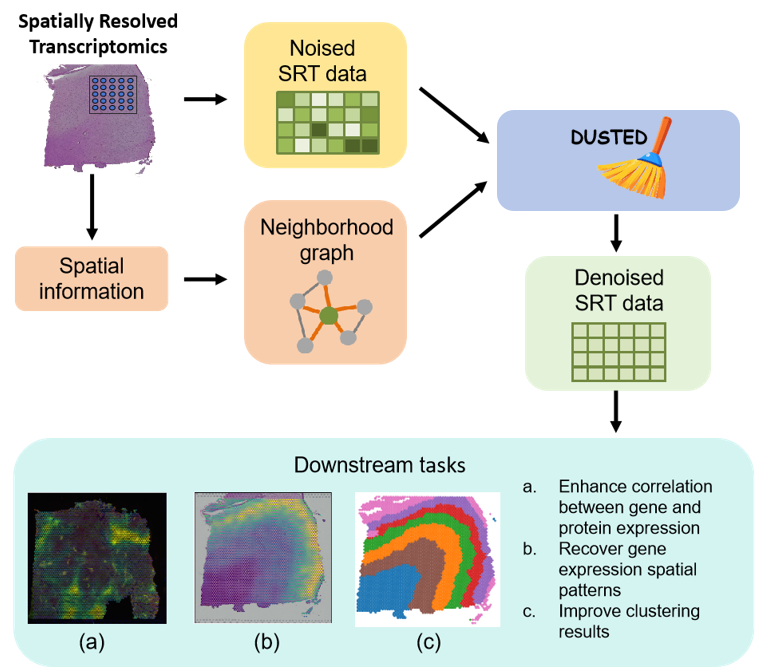 Spatially Resolved
Transcriptomics
Noised
SRT data
DUSTED
Spatial
information
Neighborhood
graph
Denoised
SRT data
Downstream tasks
(a)
(b)
(c)
a. Enhance correlation
between gene and
protein expression
b. Recover gene
expression spatial
patterns
c. Improve clustering
results